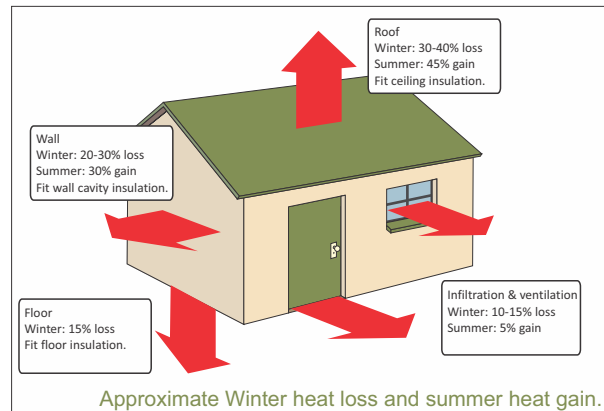 Roof
Winter: 30-40% loss
Summer: 45% gain
Fit ceiling insulation.
Wall
Winter: 20-30% loss
Summer: 30% gain
Fit wall cavity insulation.
Floor
Winter: 15% loss
Fit floor insulation.
Infiltration & ventilation
Winter: 10-15% loss
Summer: 5% gain
Approximate Winter heat loss and summer heat gain.